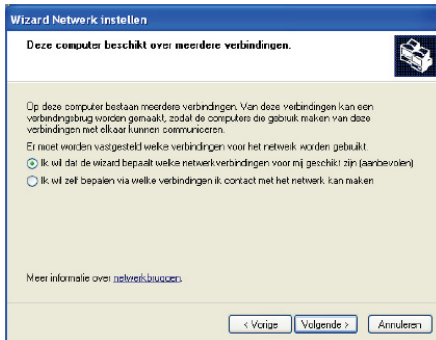 Wizard Netwerk instellen
Deze computer beschikt over meerdere verbindingen.
Op deze computer bestaan meerdere verbindingen. Van deze verbindingen kan een
verbindingsbrug worden gemaakt, zodat de computers die gebruik maken van deze
verbindingen met elkaar kunnen communiceren.
Er moet worden vastgesteld welke verbindingen voor het netwerk worden gebruikt.
Ik wil dat de wizard bepaalt welke netwerkverbindingen voor mij geschikt zijn (aanbevolen)
Ik wil zelf bepalen via welke verbindingen ik contact met het netwerk kan maken
Meer informatie over netwerkbruggen.
< Vorige Volgende > Annuleren